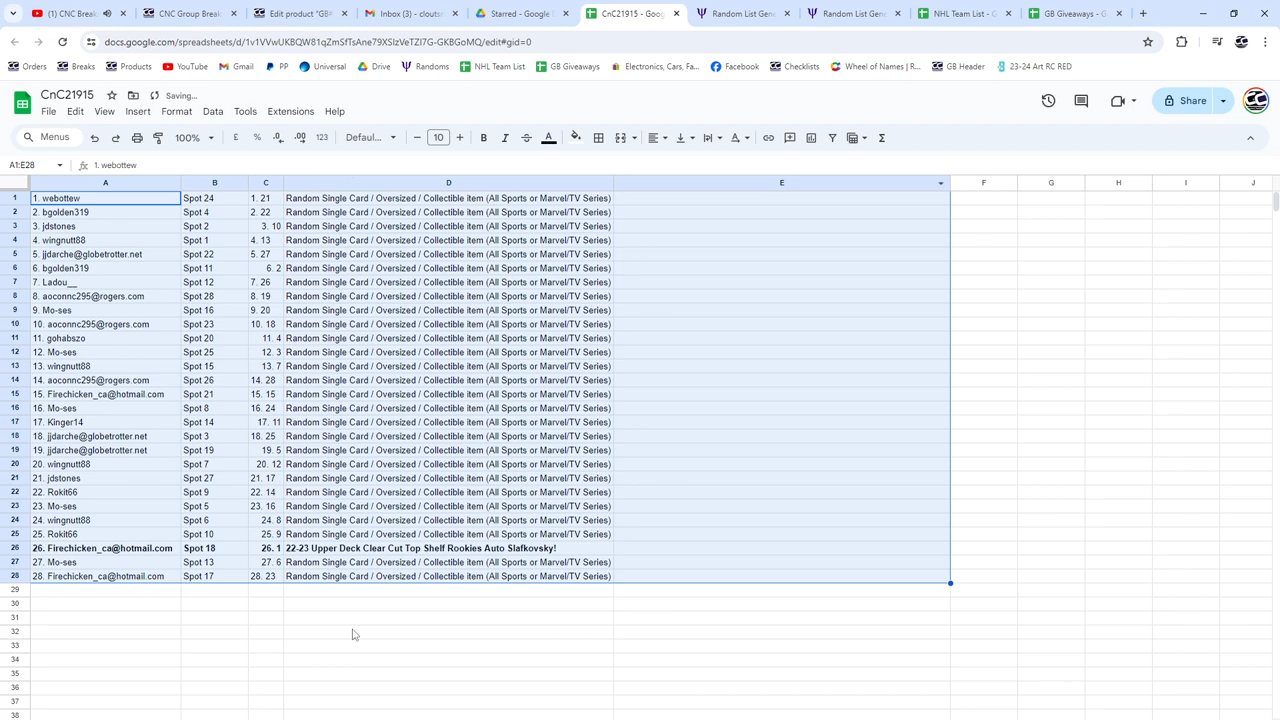 (1) CNC Break
CNC Group Break
Edit product "GB#
Inbox (3) - clouts
Starred - Google D
CnC21915 - Goog
Random List Gene
Random List Gene
NHL Team List - G
GB Giveaways - G
docs.google.com/spreadsheets/d/1v1VVwUKBQW81qZmSfTsAne79XSIzVeTZI7G-GKBGoMQ/edit#gid=0
Orders Breaks Products YouTube Gmail PP Universal Drive Randoms NHL Team List GB Giveaways Electronics, Cars, Fa... Facebook Checklists Wheel of Names | R... GB Header 23-24 Art RC RED
CnC21915 Saving...
File Edit View Insert Format Data Tools Extensions Help
Share
Menus 100% £ % .0 .00 123 Defaul... 10 B I A
A1:E28 fx 1. webottew
A B C D E F G H I J
1 1. webottew Spot 24 1. 21 Random Single Card / Oversized / Collectible item (All Sports or Marvel/TV Series)
2 2. bgolden319 Spot 4 2. 22 Random Single Card / Oversized / Collectible item (All Sports or Marvel/TV Series)
3 3. jdstones Spot 2 3. 10 Random Single Card / Oversized / Collectible item (All Sports or Marvel/TV Series)
4 4. wingnutt88 Spot 1 4. 13 Random Single Card / Oversized / Collectible item (All Sports or Marvel/TV Series)
5 5. jjdarche@globetrotter.net Spot 22 5. 27 Random Single Card / Oversized / Collectible item (All Sports or Marvel/TV Series)
6 6. bgolden319 Spot 11 6. 2 Random Single Card / Oversized / Collectible item (All Sports or Marvel/TV Series)
7 7. Ladou__ Spot 12 7. 26 Random Single Card / Oversized / Collectible item (All Sports or Marvel/TV Series)
8 8. aoconnc295@rogers.com Spot 28 8. 19 Random Single Card / Oversized / Collectible item (All Sports or Marvel/TV Series)
9 9. Mo-ses Spot 16 9. 20 Random Single Card / Oversized / Collectible item (All Sports or Marvel/TV Series)
10 10. aoconnc295@rogers.com Spot 23 10. 18 Random Single Card / Oversized / Collectible item (All Sports or Marvel/TV Series)
11 11. gohabszo Spot 20 11. 4 Random Single Card / Oversized / Collectible item (All Sports or Marvel/TV Series)
12 12. Mo-ses Spot 25 12. 3 Random Single Card / Oversized / Collectible item (All Sports or Marvel/TV Series)
13 13. wingnutt88 Spot 15 13. 7 Random Single Card / Oversized / Collectible item (All Sports or Marvel/TV Series)
14 14. aoconnc295@rogers.com Spot 26 14. 28 Random Single Card / Oversized / Collectible item (All Sports or Marvel/TV Series)
15 15. Firechicken_ca@hotmail.com Spot 21 15. 15 Random Single Card / Oversized / Collectible item (All Sports or Marvel/TV Series)
16 16. Mo-ses Spot 8 16. 24 Random Single Card / Oversized / Collectible item (All Sports or Marvel/TV Series)
17 17. Kinger14 Spot 14 17. 11 Random Single Card / Oversized / Collectible item (All Sports or Marvel/TV Series)
18 18. jjdarche@globetrotter.net Spot 3 18. 25 Random Single Card / Oversized / Collectible item (All Sports or Marvel/TV Series)
19 19. jjdarche@globetrotter.net Spot 19 19. 5 Random Single Card / Oversized / Collectible item (All Sports or Marvel/TV Series)
20 20. wingnutt88 Spot 7 20. 12 Random Single Card / Oversized / Collectible item (All Sports or Marvel/TV Series)
21 21. jdstones Spot 27 21. 17 Random Single Card / Oversized / Collectible item (All Sports or Marvel/TV Series)
22 22. Rokit66 Spot 9 22. 14 Random Single Card / Oversized / Collectible item (All Sports or Marvel/TV Series)
23 23. Mo-ses Spot 5 23. 16 Random Single Card / Oversized / Collectible item (All Sports or Marvel/TV Series)
24 24. wingnutt88 Spot 6 24. 8 Random Single Card / Oversized / Collectible item (All Sports or Marvel/TV Series)
25 25. Rokit66 Spot 10 25. 9 Random Single Card / Oversized / Collectible item (All Sports or Marvel/TV Series)
26 26. Firechicken_ca@hotmail.com Spot 18 26. 1 22-23 Upper Deck Clear Cut Top Shelf Rookies Auto Slafkovsky!
27 27. Mo-ses Spot 13 27. 6 Random Single Card / Oversized / Collectible item (All Sports or Marvel/TV Series)
28 28. Firechicken_ca@hotmail.com Spot 17 28. 23 Random Single Card / Oversized / Collectible item (All Sports or Marvel/TV Series)
29
30
31
32
33
34
35
36
37
38